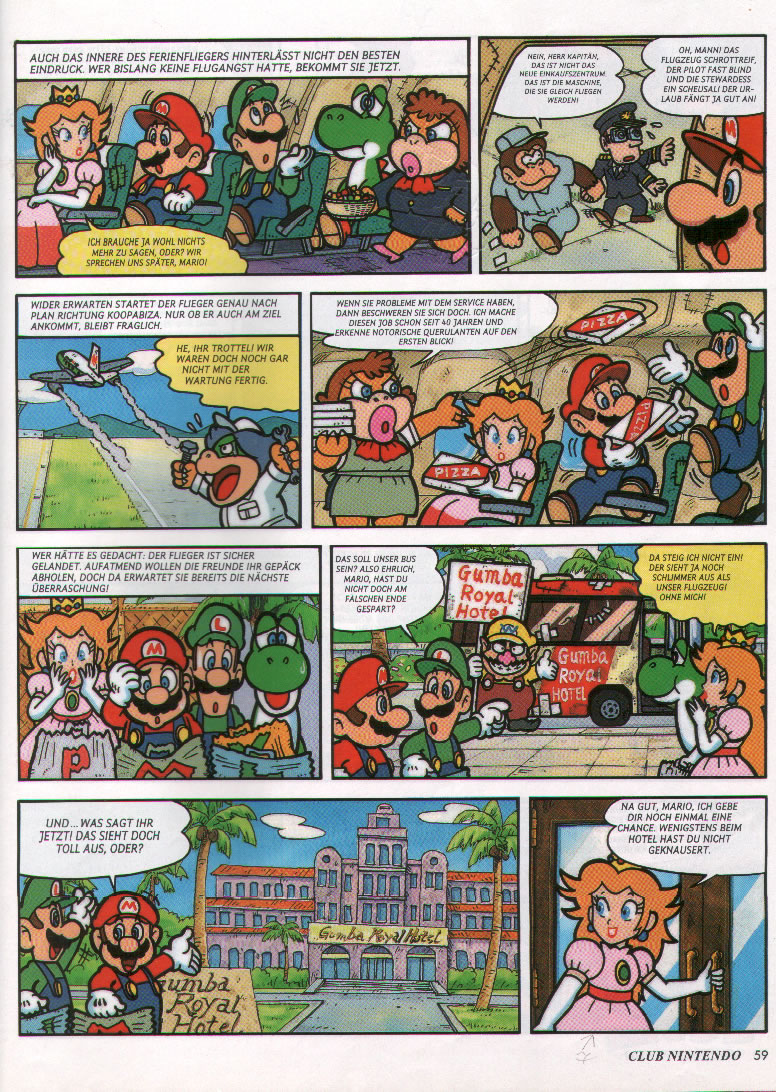 AUCH DAS INNERE DES FERIENFLIEGERS HINTERLÄSST NICHT DEN BESTEN
EINDRUCK. WER BISLANG KEINE FLUGANGST HATTE, BEKOMMT SIE JETZT.
ICH BRAUCHE JA WOHL NICHTS
MEHR ZU SAGEN, ODER? WIR
SPRECHEN UNS SPÄTER, MARIO!
NEIN, HERR KAPITÄN,
DAS IST NICHT DAS
NEUE EINKAUFSZENTRUM.
DAS IST DIE MASCHINE,
DIE SIE GLEICH FLIEGEN
WERDEN!
OH, MANN! DAS
FLUGZEUG SCHROTTREIF,
DER PILOT FAST BLIND
UND DIE STEWARDESS
EIN SCHEUSAL! DER UR-
LAUB FÄNGT JA GUT AN!
M
WIDER ERWARTEN STARTET DER FLIEGER GENAU NACH
PLAN RICHTUNG KOOPABIZA. NUR OB ER AUCH AM ZIEL
ANKOMMT, BLEIBT FRAGLICH.
HE, IHR TROTTEL! WIR
WAREN DOCH NOCH GAR
NICHT MIT DER
WARTUNG FERTIG.
WENN SIE PROBLEME MIT DEM SERVICE HABEN,
DANN BESCHWEREN SIE SICH DOCH. ICH MACHE
DIESEN JOB SCHON SEIT 40 JAHREN UND
ERKENNE NOTORISCHE QUERULANTEN AUF DEN
ERSTEN BLICK!
PIZZA
PIZZA
PIZZA
WER HÄTTE ES GEDACHT: DER FLIEGER IST SICHER
GELANDET. AUFATMEND WOLLEN DIE FREUNDE IHR GEPÄCK
ABHOLEN, DOCH DA ERWARTET SIE BEREITS DIE NÄCHSTE
ÜBERRASCHUNG!
M
L
P
M
DAS SOLL UNSER BUS
SEIN? ALSO EHRLICH,
MARIO, HAST DU
NICHT DOCH AM
FALSCHEN ENDE
GESPART?
Gumba
Royal
Hotel
Gumba
Royal
HOTEL
DA STEIG ICH NICHT EIN!
DER SIEHT JA NOCH
SCHLIMMER AUS ALS
UNSER FLUGZEUG!
OHNE MICH!
UND ... WAS SAGT IHR
JETZT! DAS SIEHT DOCH
TOLL AUS, ODER?
M
Gumba Royal Hotel
Gumba
Royal
Hotel
NA GUT, MARIO, ICH GEBE
DIR NOCH EINMAL EINE
CHANCE. WENIGSTENS BEIM
HOTEL HAST DU NICHT
GEKNAUSERT.
CLUB NINTENDO 59